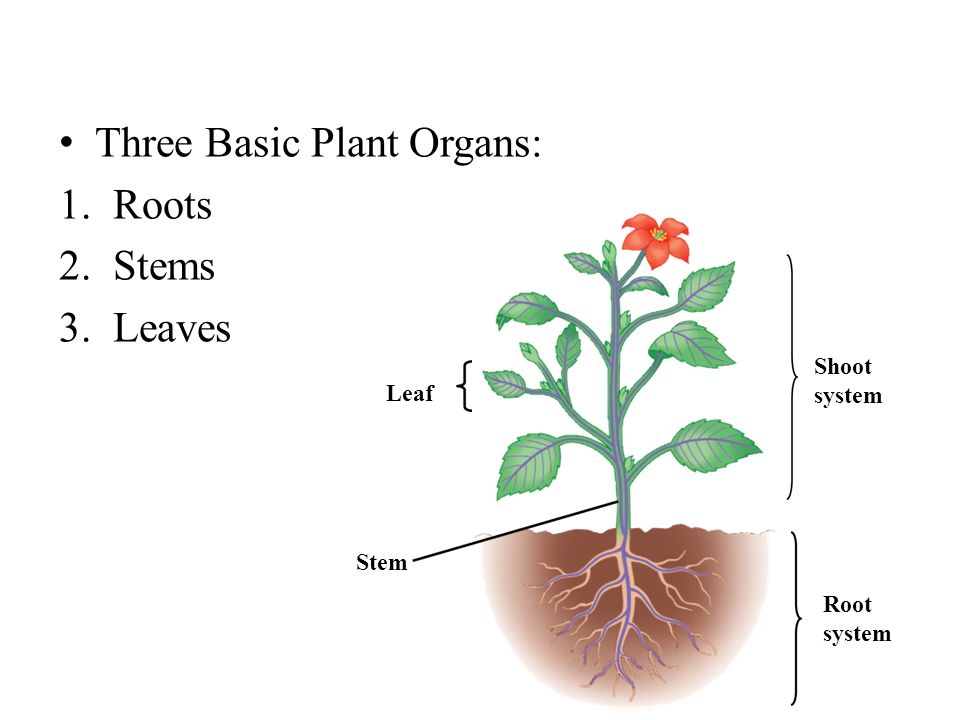 • Three Basic Plant Organs:
1. Roots
2. Stems
3. Leaves
Shoot
system
Leaf
Stem
Root
system